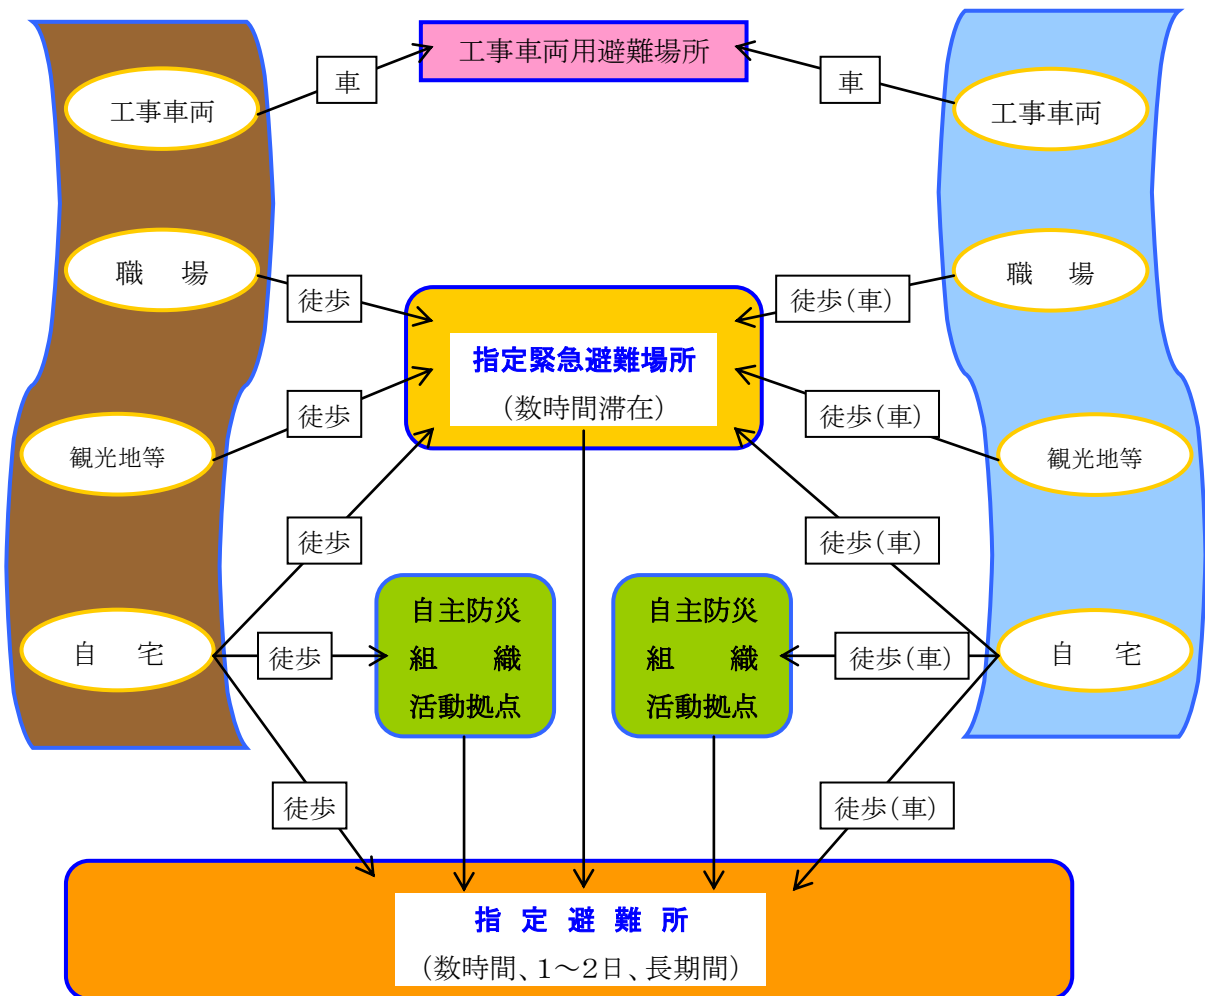 工事車両用避難場所
車
車
工事車両
工事車両
職 場
職 場
徒歩
徒歩（車）
指定緊急避難場所
（数時間滞在）
徒歩
徒歩（車）
観光地等
観光地等
徒歩
徒歩（車）
自主防災
組 織
活動拠点
自主防災
組 織
活動拠点
自 宅
徒歩
徒歩（車）
自 宅
徒歩
徒歩（車）
指 定 避 難 所
（数時間、1～2日、長期間）